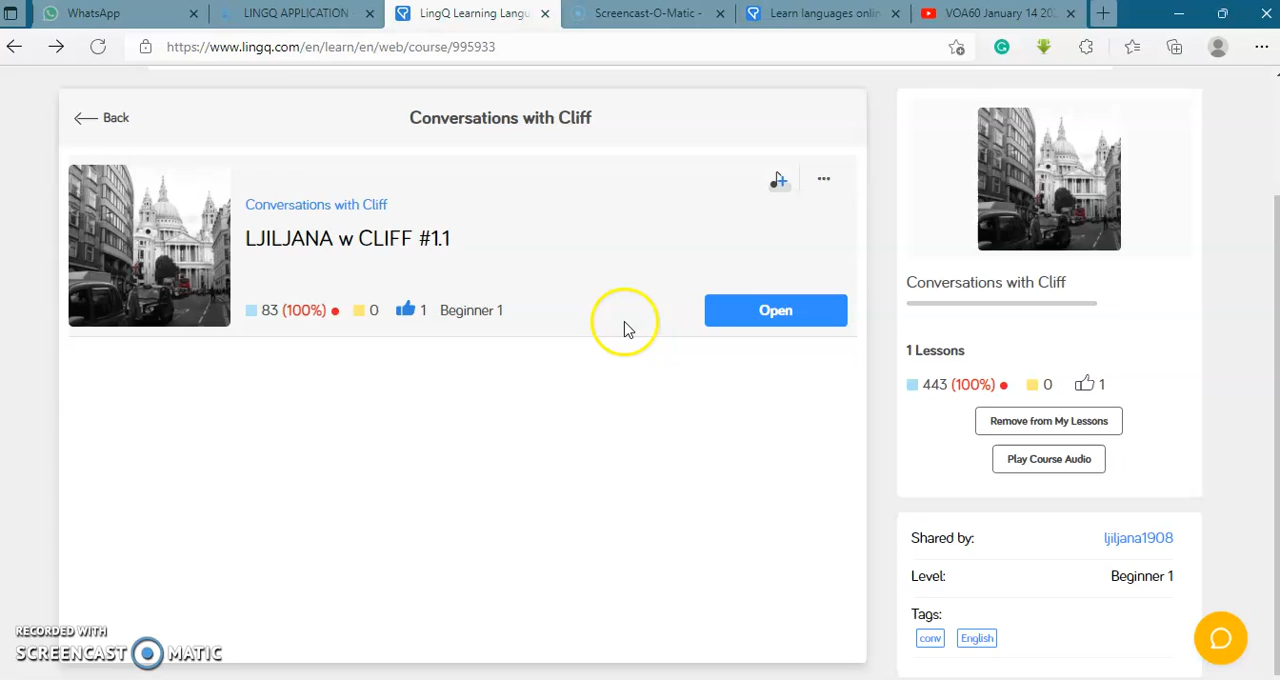 WhatsApp
LINGQ APPLICATION -
LingQ Learning Langu
Screencast-O-Matic -
Learn languages onlin
VOA60 January 14 202
https://www.lingq.com/en/learn/en/web/course/995933
Back
Conversations with Cliff
Conversations with Cliff
LJILJANA w CLIFF #1.1
83 (100%) 0 1 Beginner 1
Open
Conversations with Cliff
1 Lessons
443 (100%) 0 1
Remove from My Lessons
Play Course Audio
Shared by: ljiljana1908
Level: Beginner 1
Tags:
conv English
RECORDED WITH
SCREENCAST MATIC